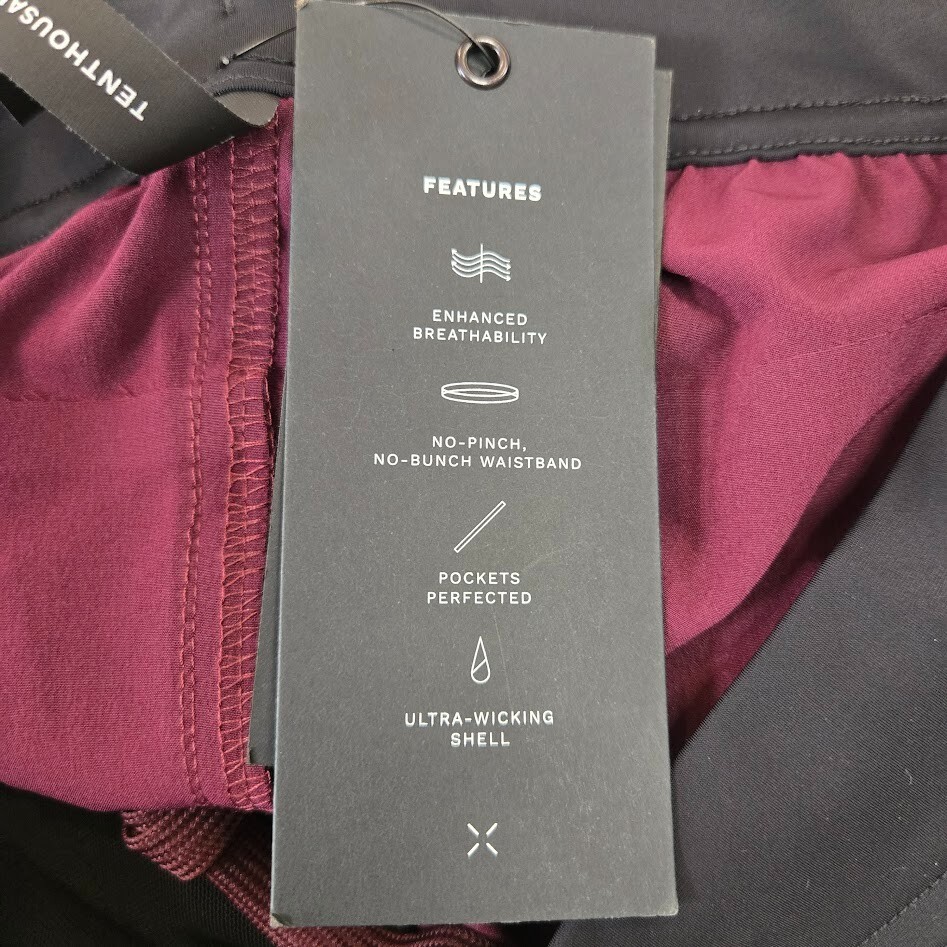 TENTHOUSA
FEATURES
ENHANCED
BREATHABILITY
NO-PINCH,
NO-BUNCH WAISTBAND
POCKETS
PERFECTED
ULTRA-WICKING
SHELL